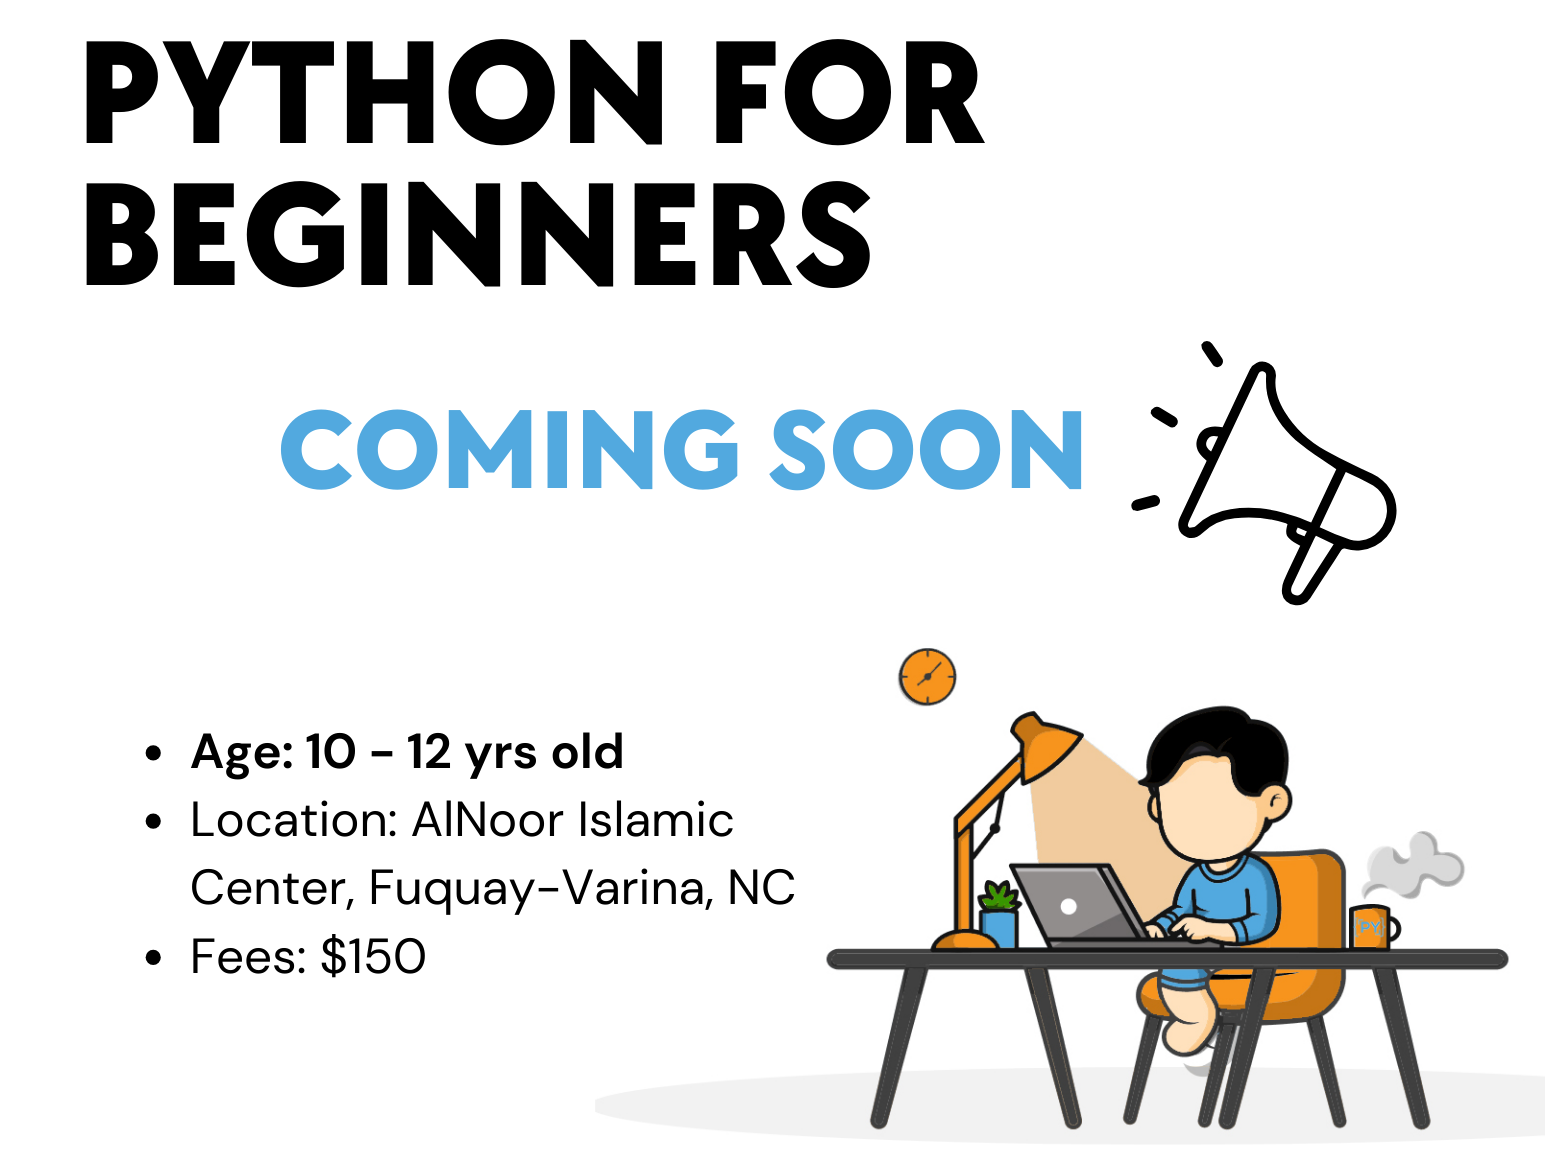 PYTHON FOR
BEGINNERS
COMING SOON
• Age: 10 - 12 yrs old
• Location: AlNoor Islamic
Center, Fuquay-Varina, NC
• Fees: $150
[PY]